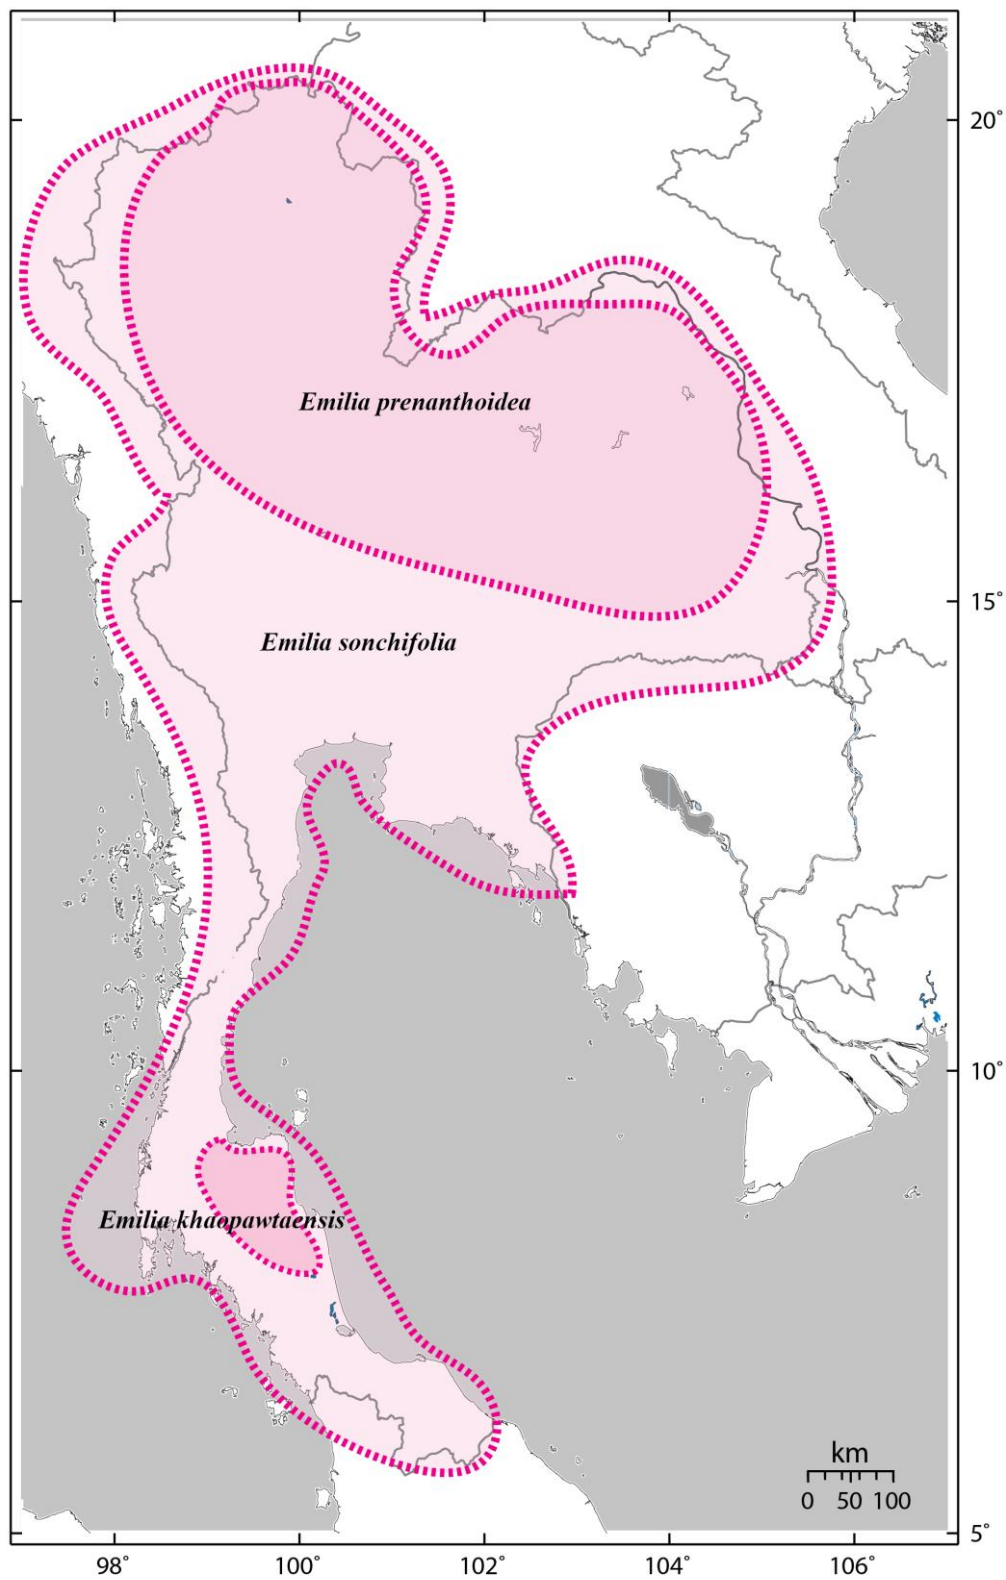 20°
Emilia prenanthoidea
15°
Emilia sonchifolia
10°
Emilia khaopawtaensis
km
0 50 100
5°
98° 100° 102° 104° 106°